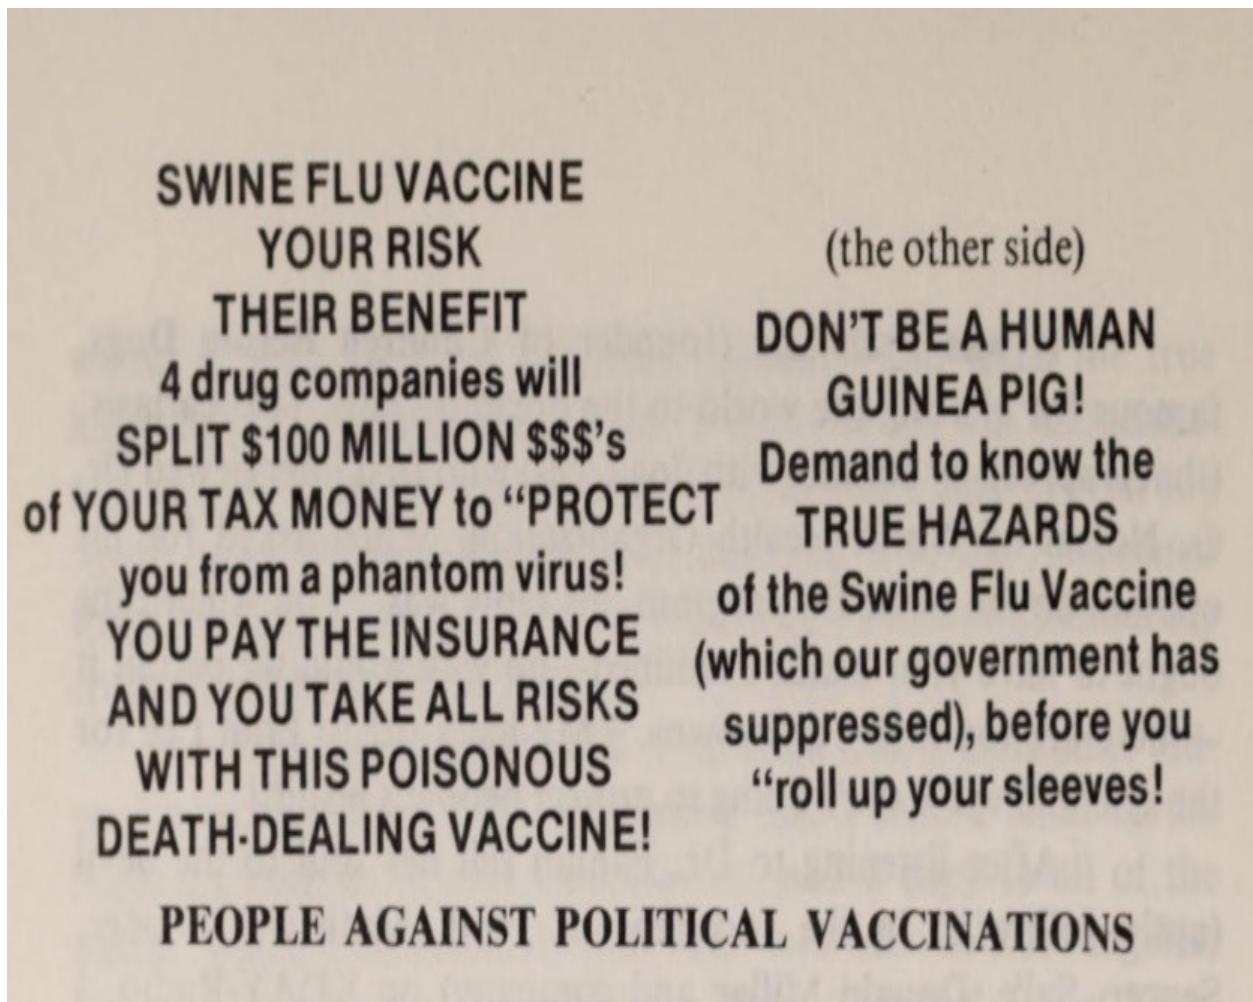 SWINE FLU VACCINE
YOUR RISK
THEIR BENEFIT
4 drug companies will
SPLIT $100 MILLION $$$'s
of YOUR TAX MONEY to “PROTECT
you from a phantom virus!
YOU PAY THE INSURANCE
AND YOU TAKE ALL RISKS
WITH THIS POISONOUS
DEATH-DEALING VACCINE!
(the other side)
DON'T BE A HUMAN
GUINEA PIG!
Demand to know the
TRUE HAZARDS
of the Swine Flu Vaccine
(which our government has
suppressed), before you
“roll up your sleeves!
PEOPLE AGAINST POLITICAL VACCINATIONS